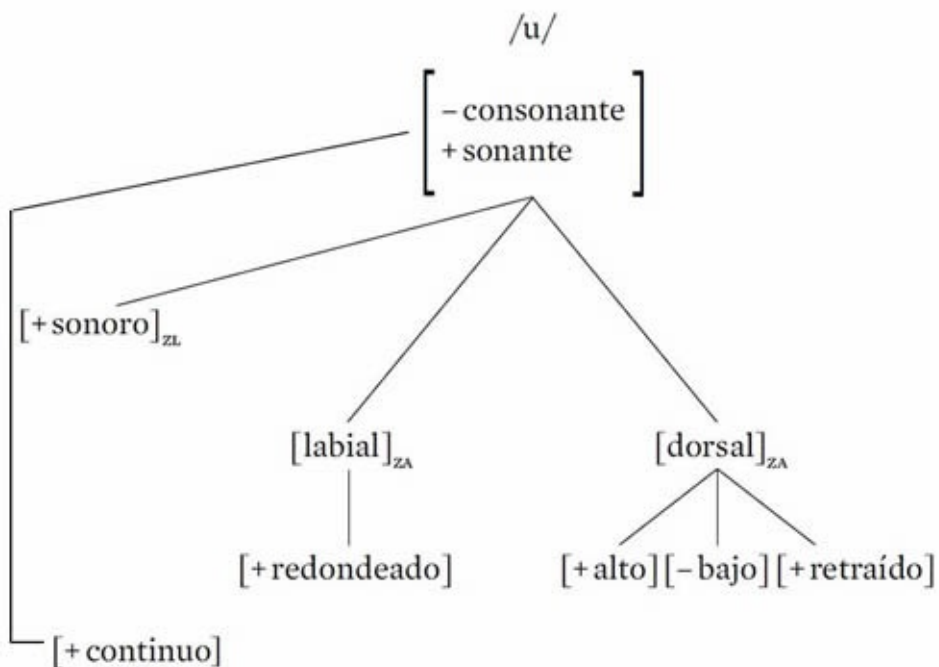 /u/
– consonante
+ sonante
[+ sonoro]ZL
[labial]ZA [dorsal]ZA
[+ redondeado] [+ alto] [– bajo] [+ retraído]
[+ continuo]